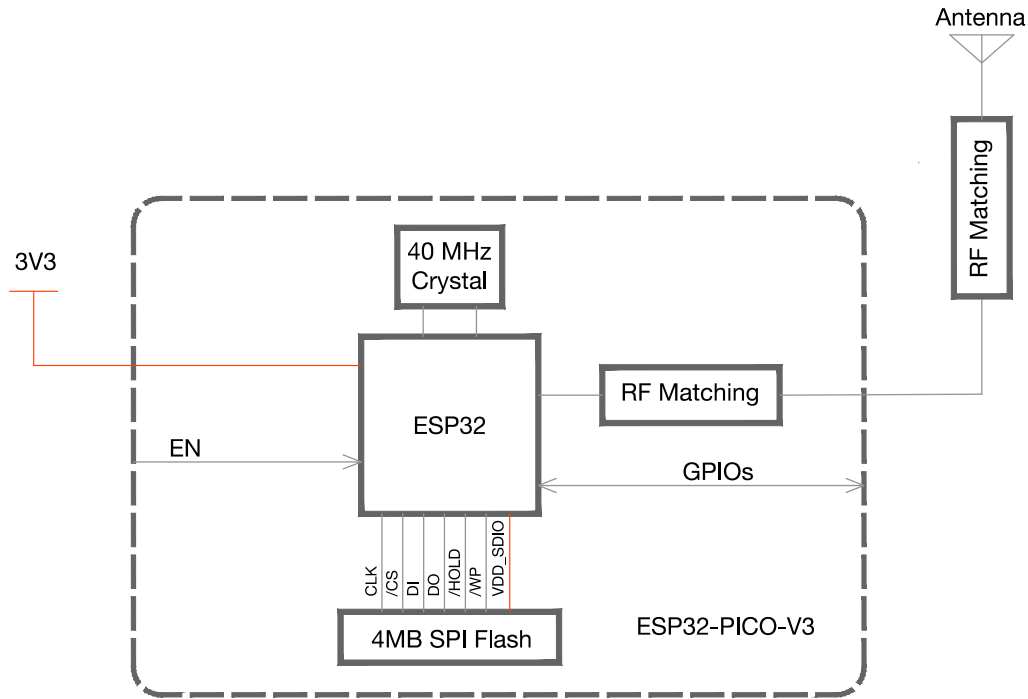 Antenna
RF Matching
3V3
40 MHz
Crystal
RF Matching
ESP32
EN
GPIOs
CLK
/CS
DI
DO
/HOLD
/WP
VDD_SDIO
4MB SPI Flash
ESP32-PICO-V3